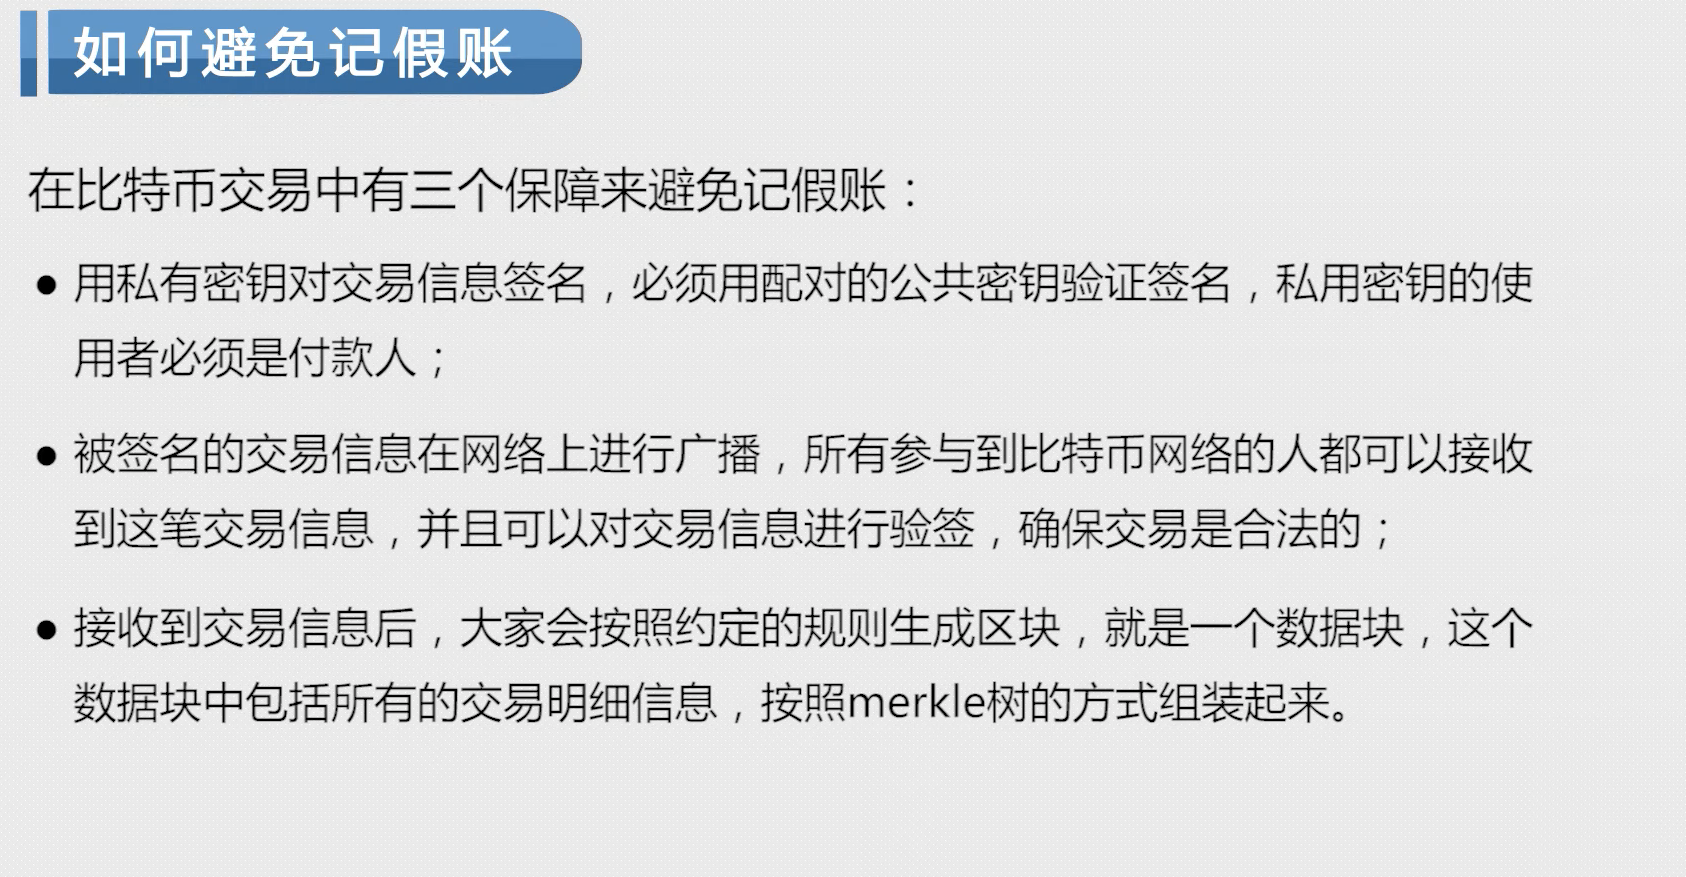 如何避免记假账
在比特币交易中有三个保障来避免记假账：
● 用私有密钥对交易信息签名，必须用配对的公共密钥验证签名，私用密钥的使
用者必须是付款人；
● 被签名的交易信息在网络上进行广播，所有参与到比特币网络的人都可以接收
到这笔交易信息，并且可以对交易信息进行验签，确保交易是合法的；
● 接收到交易信息后，大家会按照约定的规则生成区块，就是一个数据块，这个
数据块中包括所有的交易明细信息，按照merkle树的方式组装起来。